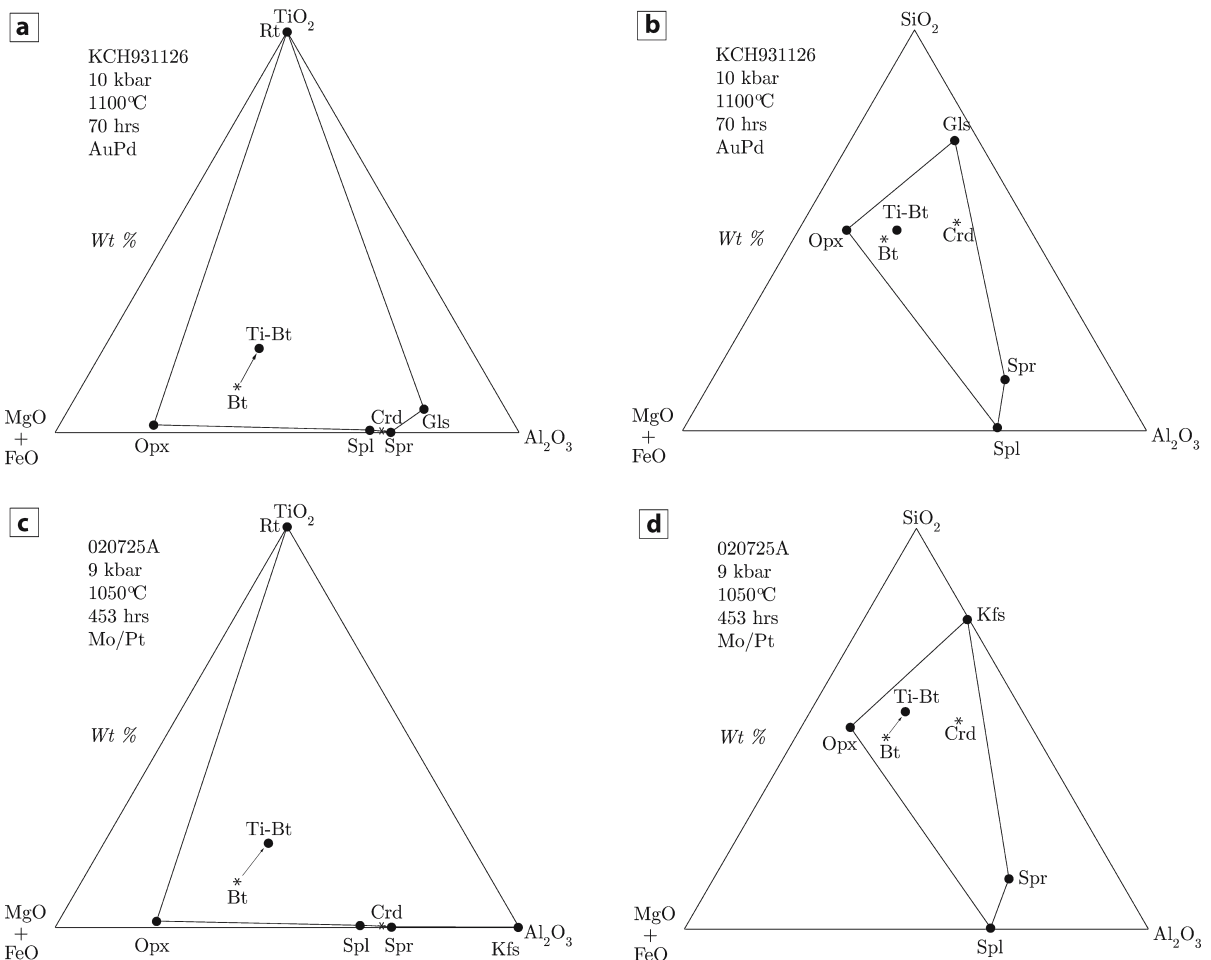 a
TiO2
Rt
KCH931126
10 kbar
1100°C
70 hrs
AuPd
Wt %
Ti-Bt
Bt
MgO
+
FeO
Opx
Spl
Crd
Spr
Gls
Al2O3
b
SiO2
KCH931126
10 kbar
1100°C
70 hrs
AuPd
Gls
Wt %
Ti-Bt
Opx
Bt
Crd
Spr
MgO
+
FeO
Spl
Al2O3
c
TiO2
Rt
020725A
9 kbar
1050°C
453 hrs
Mo/Pt
Wt %
Ti-Bt
Bt
MgO
+
FeO
Opx
Spl
Crd
Spr
Kfs
Al2O3
d
SiO2
020725A
9 kbar
1050°C
453 hrs
Mo/Pt
Kfs
Wt %
Ti-Bt
Opx
Bt
Crd
Spr
MgO
+
FeO
Spl
Al2O3